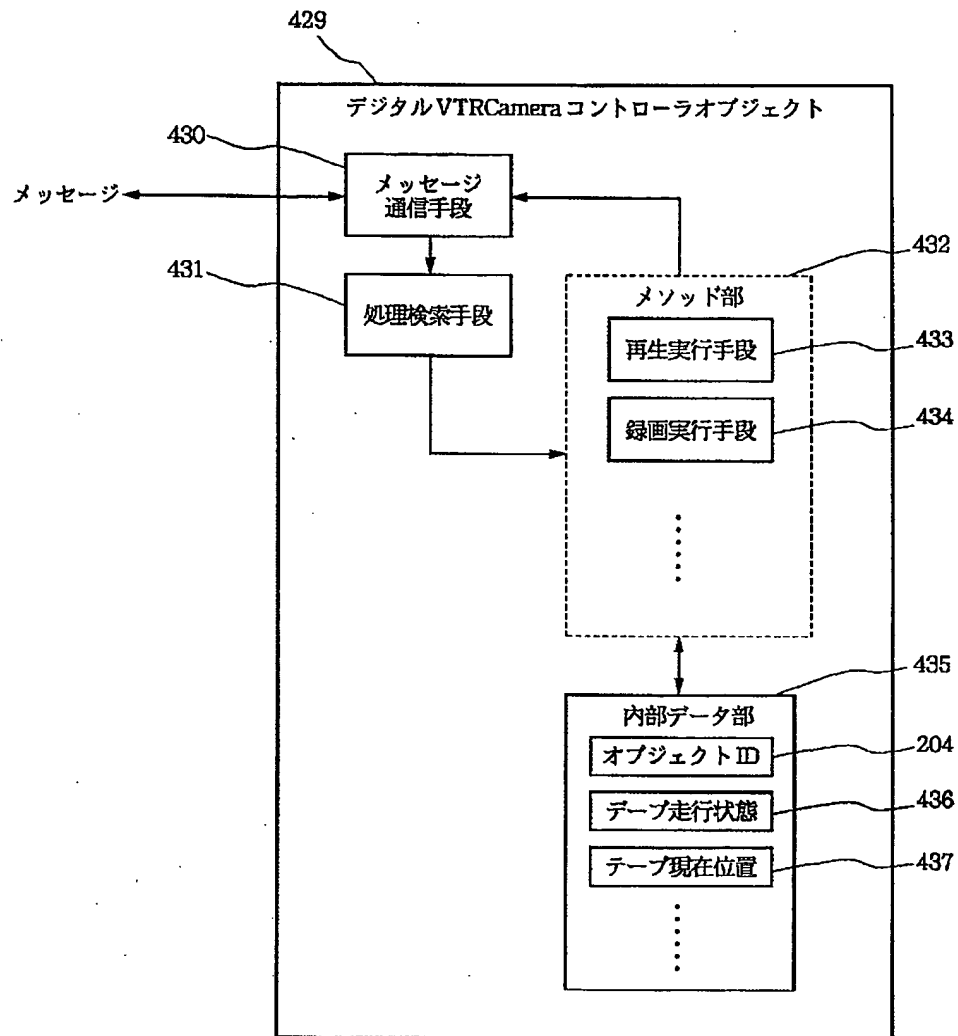 429
デジタルVTRCameraコントローラオブジェクト
430
メッセージ
メッセージ
通信手段
431
処理検索手段
432
メソッド部
再生実行手段
433
録画実行手段
434
435
内部データ部
オブジェクトID
204
デープ走行状態
436
テープ現在位置
437